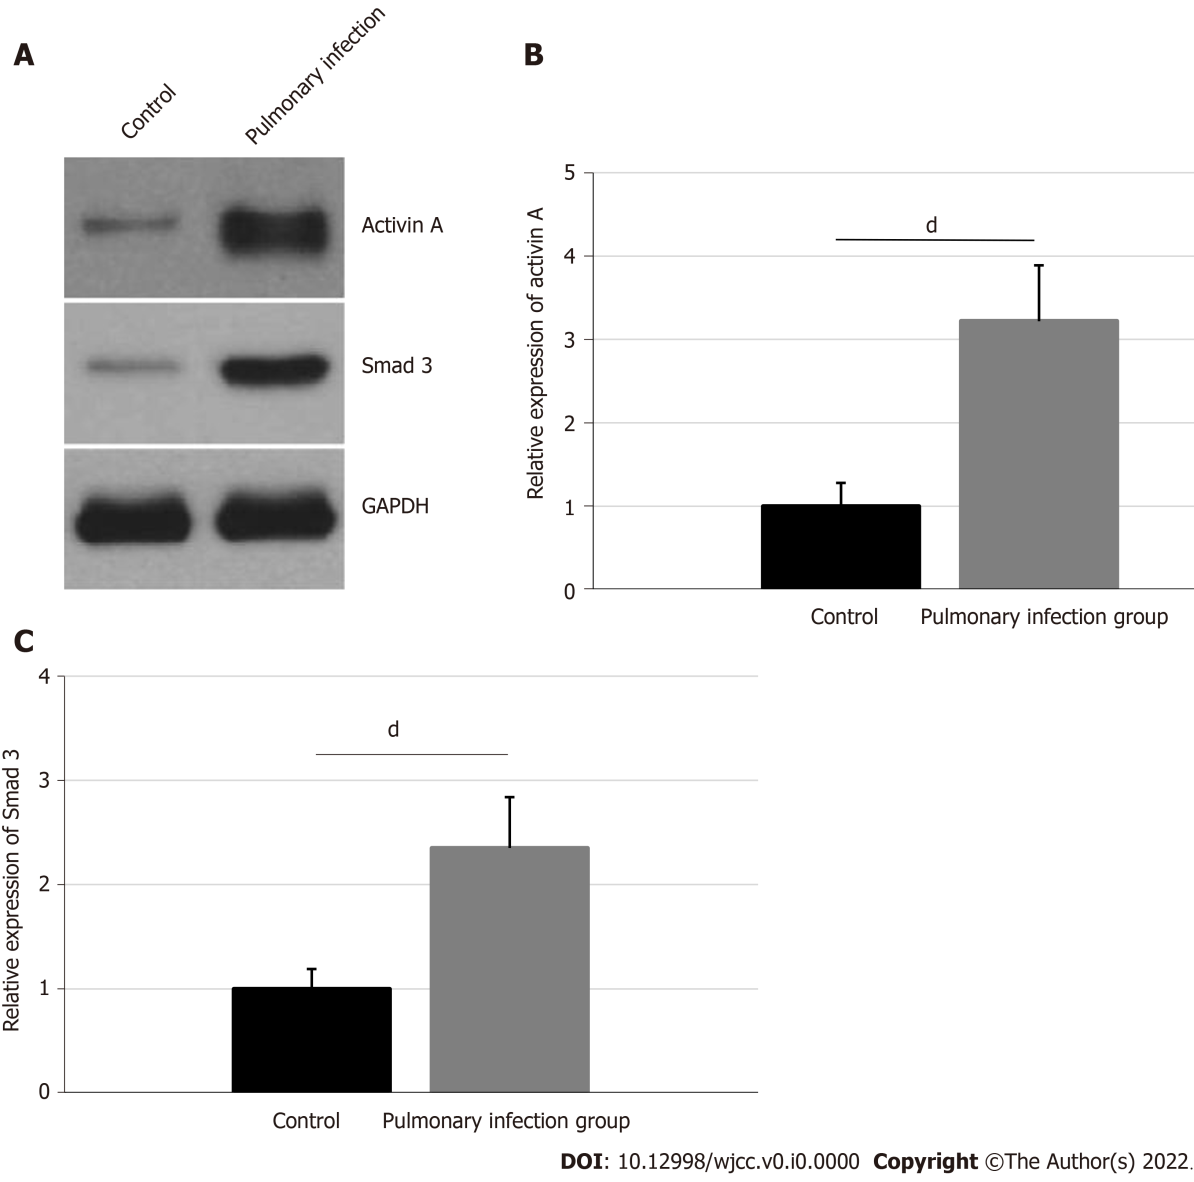 A
Control
Pulmonary infection
Activin A
Smad 3
GAPDH
B
Relative expression of activin A
5
4
3
2
1
0
d
Control
Pulmonary infection group
C
Relative expression of Smad 3
4
3
2
1
0
d
Control
Pulmonary infection group
DOI: 10.12998/wjcc.v0.i0.0000 Copyright ©The Author(s) 2022.